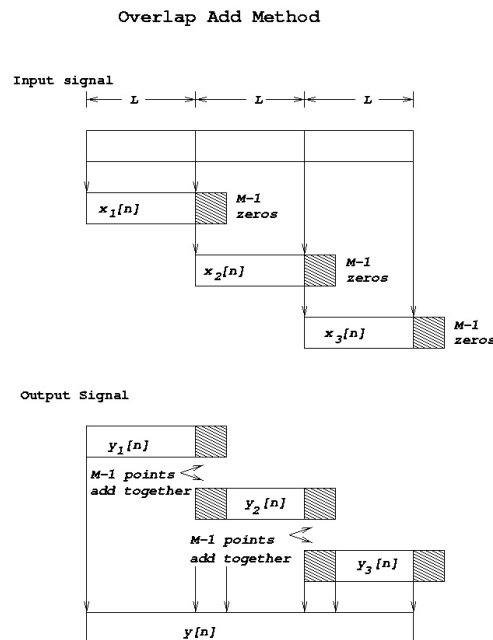 Overlap Add Method
Input signal
L L L
x1[n]
M-1
zeros
x2[n]
M-1
zeros
x3[n]
M-1
zeros
Output Signal
y1[n]
M-1 points
add together
y2[n]
M-1 points
add together
y3[n]
y[n]